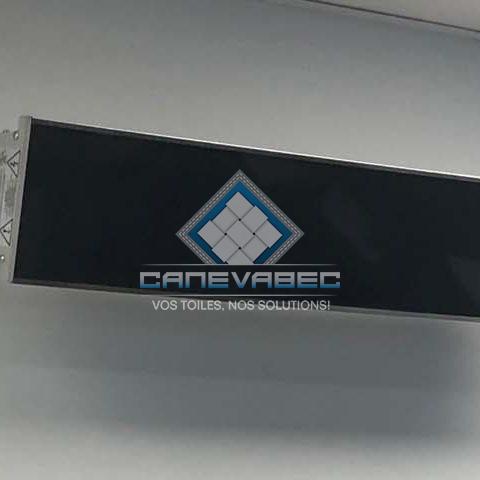 CANEVABEC
VOS TOILES, NOS SOLUTIONS!